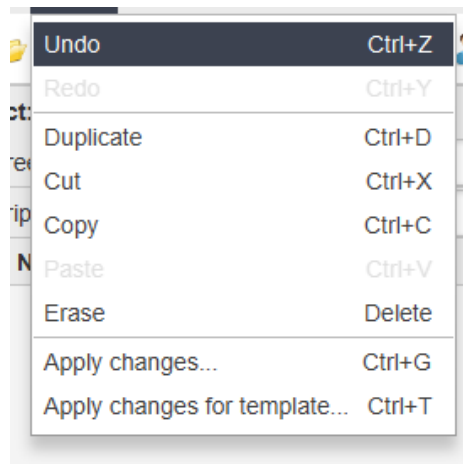 Undo Ctrl+Z
Redo Ctrl+Y
Duplicate Ctrl+D
Cut Ctrl+X
Copy Ctrl+C
Paste Ctrl+V
Erase Delete
Apply changes... Ctrl+G
Apply changes for template... Ctrl+T